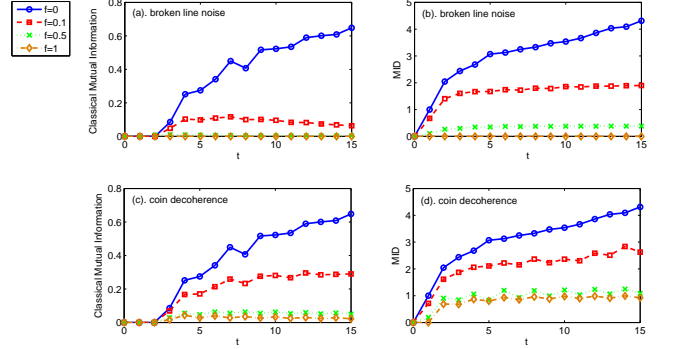 f=0
f=0.1
f=0.5
f=1
(a). broken line noise
Classical Mutual Information
0.8
0.6
0.4
0.2
0
0 5 10 15
t
(b). broken line noise
MID
5
4
3
2
1
0
0 5 10 15
t
(c). coin decoherence
Classical Mutual Information
0.8
0.6
0.4
0.2
0
0 5 10 15
t
(d). coin decoherence
MID
5
4
3
2
1
0
0 5 10 15
t